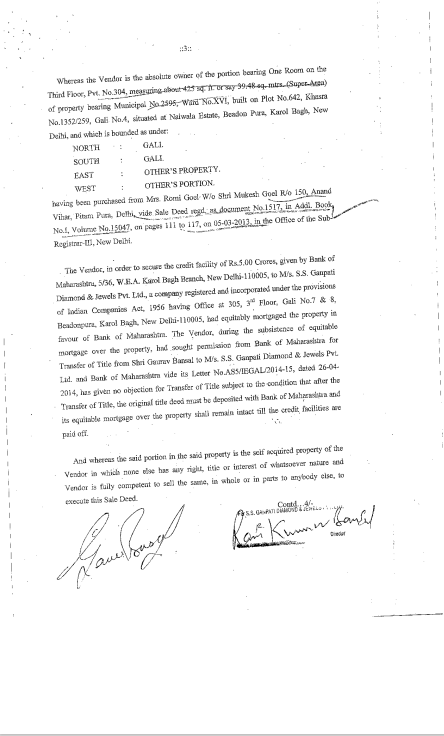 ::3::
Whereas the Vendor is the absolute owner of the portion bearing One Room on the
Third Floor, Pvt. No.304, measuring about 425 sq. ft. or say 39.48 sq. mtrs. (Super Area)
of property bearing Municipal No.2595, Ward No.XVI, built on Plot No.642, Khasra
No.1352/259, Gali No.4, situated at Naiwala Estate, Beadon Pura, Karol Bagh, New
Delhi, and which is bounded as under:
NORTH : GALI.
SOUTH : GALI.
EAST : OTHER'S PROPERTY.
WEST : OTHER'S PORTION.
having been purchased from Mrs. Romi Goel W/o Shri Mukesh Goel R/o 150, Anand
Vihar, Pitam Pura, Delhi, vide Sale Deed regd. as document No.1517, in Addl. Book
No.I, Volume No.15047, on pages 111 to 117, on 05-03-2013, in the Office of the Sub-
Registrar-III, New Delhi.
The Vendor, in order to secure the credit facility of Rs.5.00 Crores, given by Bank of
Maharashtra, 5/36, W.E.A. Karol Bagh Branch, New Delhi-110005, to M/s. S.S. Ganpati
Diamond & Jewels Pvt. Ltd., a company registered and incorporated under the provisions
of Indian Companies Act, 1956 having Office at 305, 3rd Floor, Gali No.7 & 8,
Beadonpura, Karol Bagh, New Delhi-110005, had equitably mortgaged the property in
favour of Bank of Maharashtra. The Vendor, during the subsistence of equitable
mortgage over the property, had sought permission from Bank of Maharashtra for
Transfer of Title from Shri Gaurav Bansal to M/s. S.S. Ganpati Diamond & Jewels Pvt.
Ltd. and Bank of Maharashtra vide its Letter No.AS5/IEGAL/2014-15, dated 26-04-
2014, has given no objection for Transfer of Title subject to the condition that after the
Transfer of Title, the original title deed must be deposited with Bank of Maharashtra and
its equitable mortgage over the property shall remain intact till the credit facilities are
paid off.
And whereas the said portion in the said property is the self acquired property of the
Vendor in which none else has any right, title or interest of whatsoever nature and
Vendor is fully competent to sell the same, in whole or in parts to anybody else, to
execute this Sale Deed.
Contd...4/-
S.S. GANPATI DIAMOND & JEWELS
Ram Kumar Bansal
Director